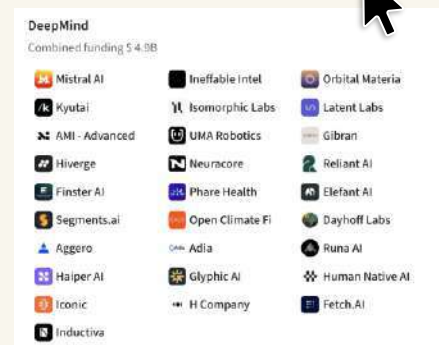 DeepMind
Combined funding $ 4.9B
Mistral AI Ineffable Intel Orbital Materia
Kyutai Isomorphic Labs Latent Labs
AMI - Advanced UMA Robotics Gibran
Hiverge Neuracore Reliant AI
Finster AI Phare Health Elefant AI
Segments.ai Open Climate Fi Dayhoff Labs
Aggero Adia Runa AI
Haiper AI Glyphic AI Human Native AI
Iconic H Company Fetch.AI
Inductiva